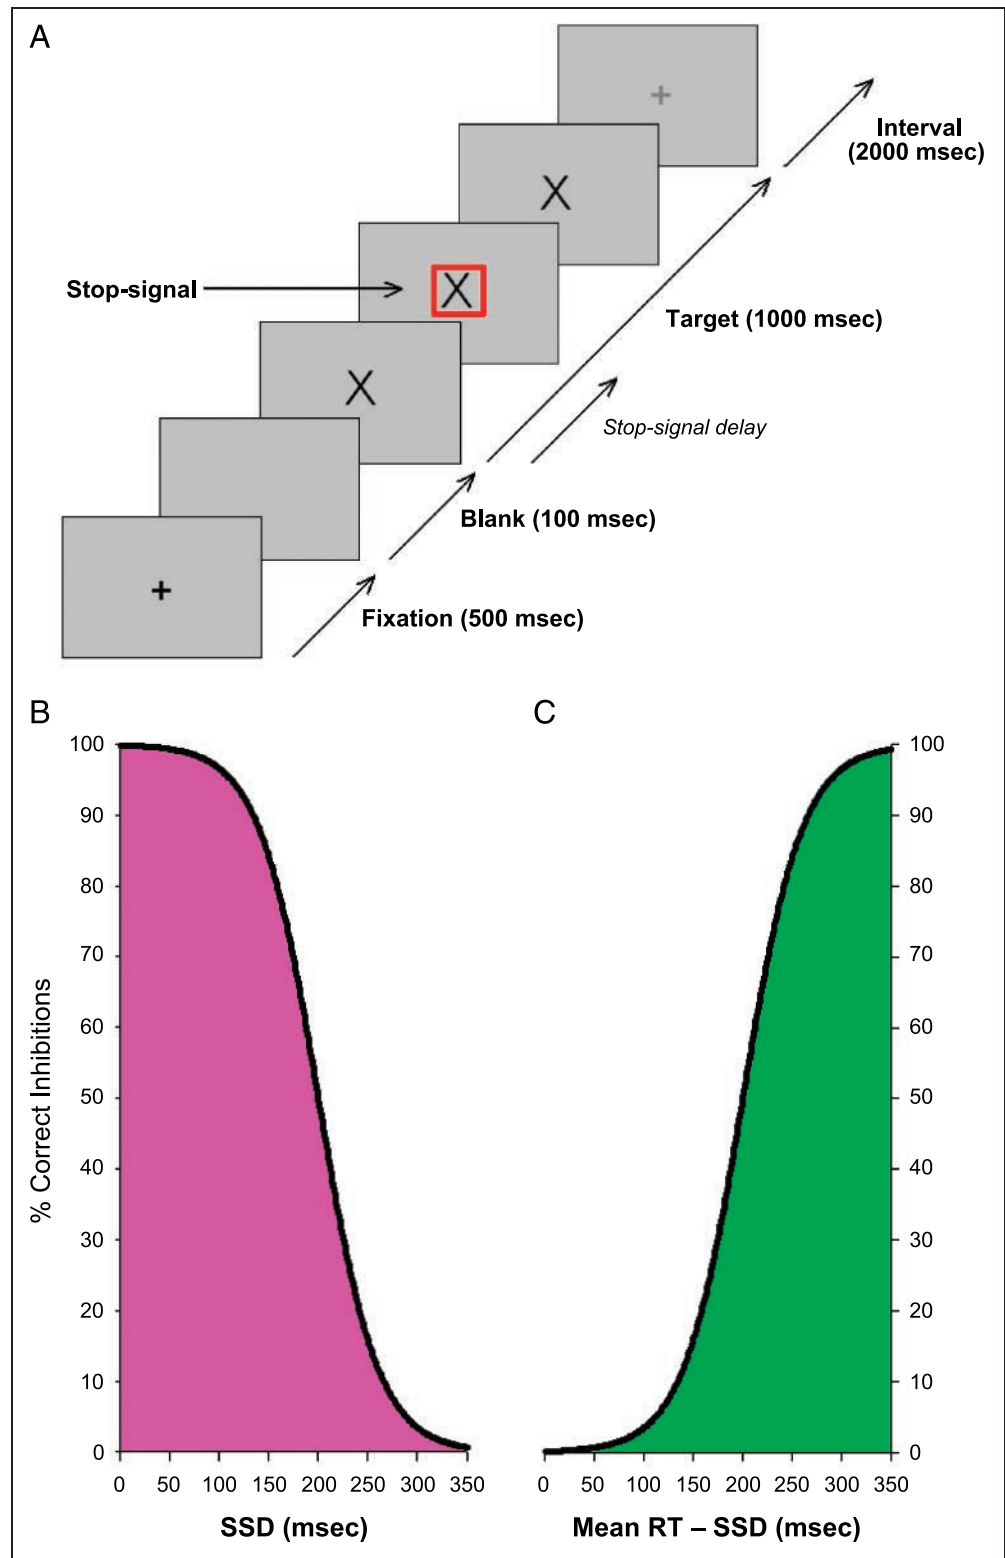 A
+
Interval
(2000 msec)
X
Stop-signal
X
Target (1000 msec)
X
Stop-signal delay
Blank (100 msec)
+
Fixation (500 msec)
B
% Correct Inhibitions
100
90
80
70
60
50
40
30
20
10
0
0 50 100 150 200 250 300 350
SSD (msec)
C
100
90
80
70
60
50
40
30
20
10
0
0 50 100 150 200 250 300 350
Mean RT – SSD (msec)